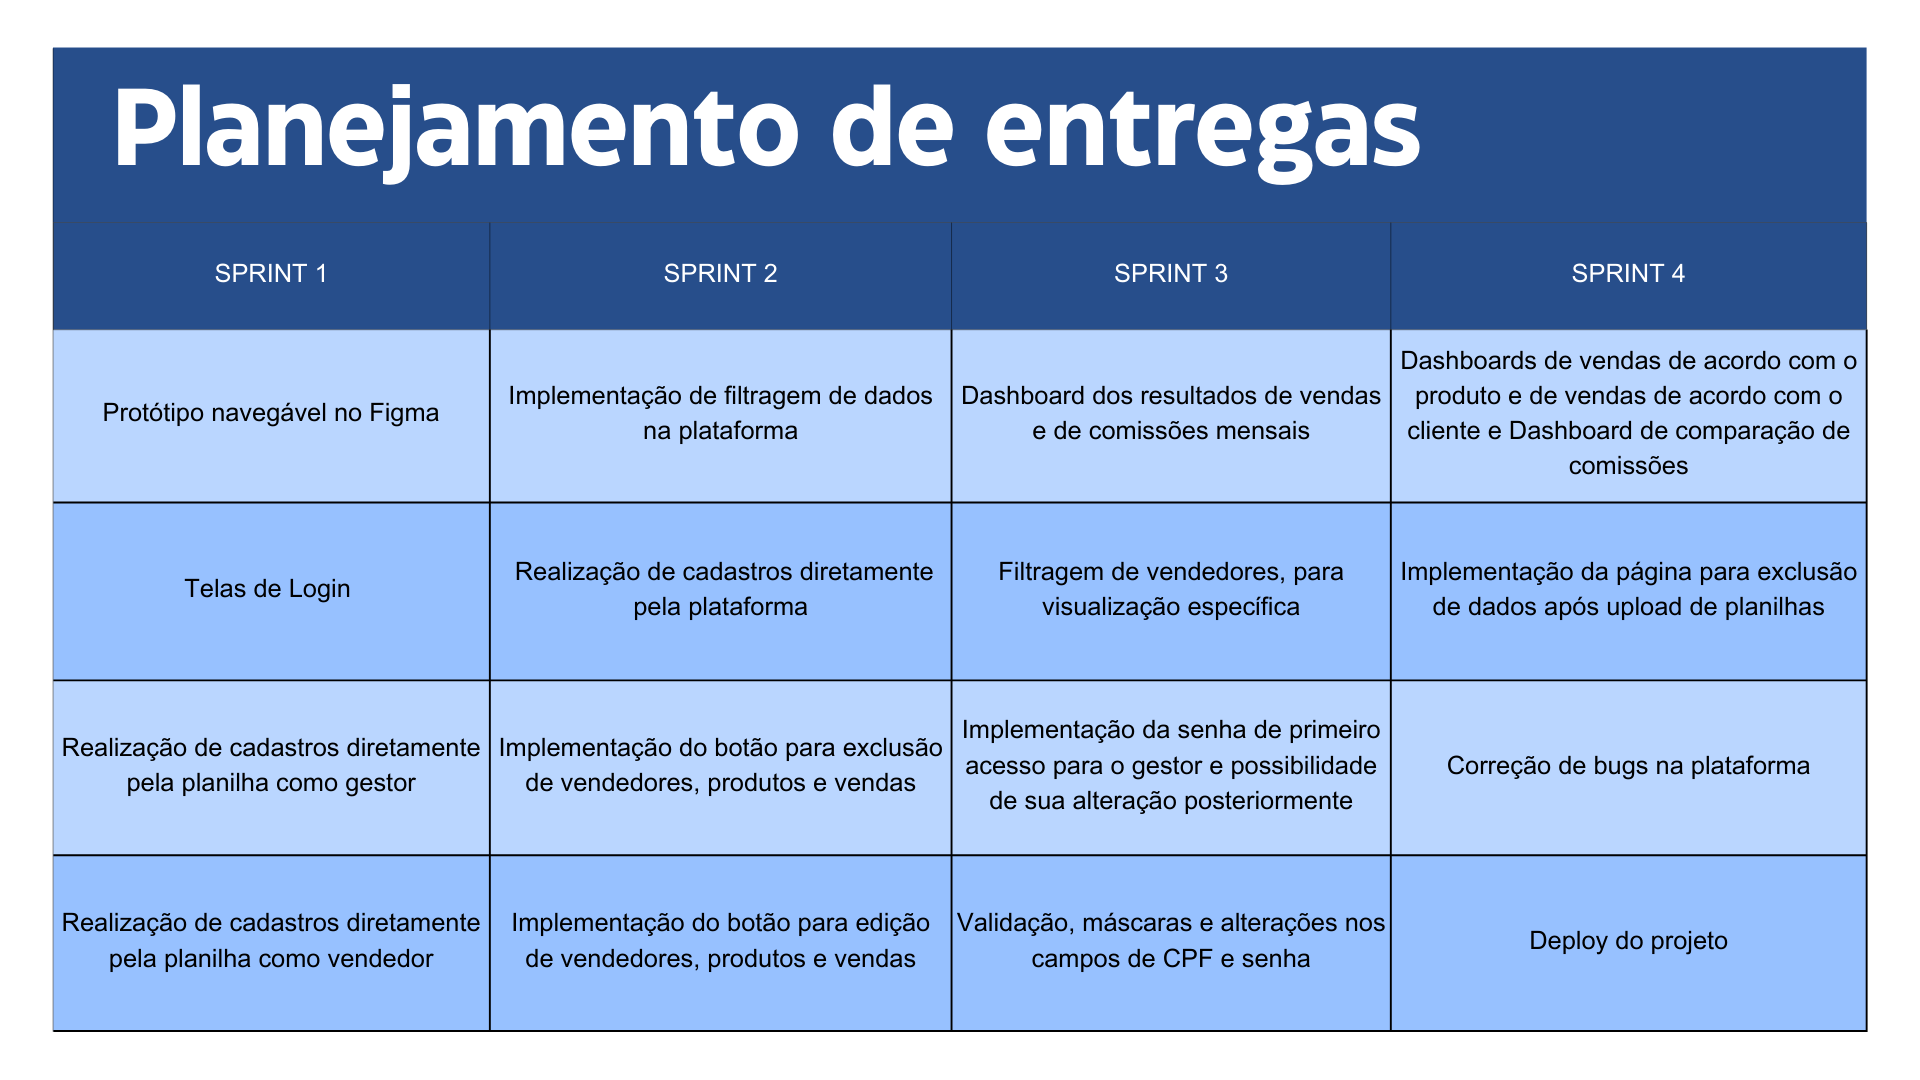 Planejamento de entregas
SPRINT 1
SPRINT 2
SPRINT 3
SPRINT 4
Protótipo navegável no Figma
Implementação de filtragem de dados
na plataforma
Dashboard dos resultados de vendas
e de comissões mensais
Dashboards de vendas de acordo com o
produto e de vendas de acordo com o
cliente e Dashboard de comparação de
comissões
Telas de Login
Realização de cadastros diretamente
pela plataforma
Filtragem de vendedores, para
visualização específica
Implementação da página para exclusão
de dados após upload de planilhas
Realização de cadastros diretamente
pela planilha como gestor
Implementação do botão para exclusão
de vendedores, produtos e vendas
Implementação da senha de primeiro
acesso para o gestor e possibilidade
de sua alteração posteriormente
Correção de bugs na plataforma
Realização de cadastros diretamente
pela planilha como vendedor
Implementação do botão para edição
de vendedores, produtos e vendas
Validação, máscaras e alterações nos
campos de CPF e senha
Deploy do projeto